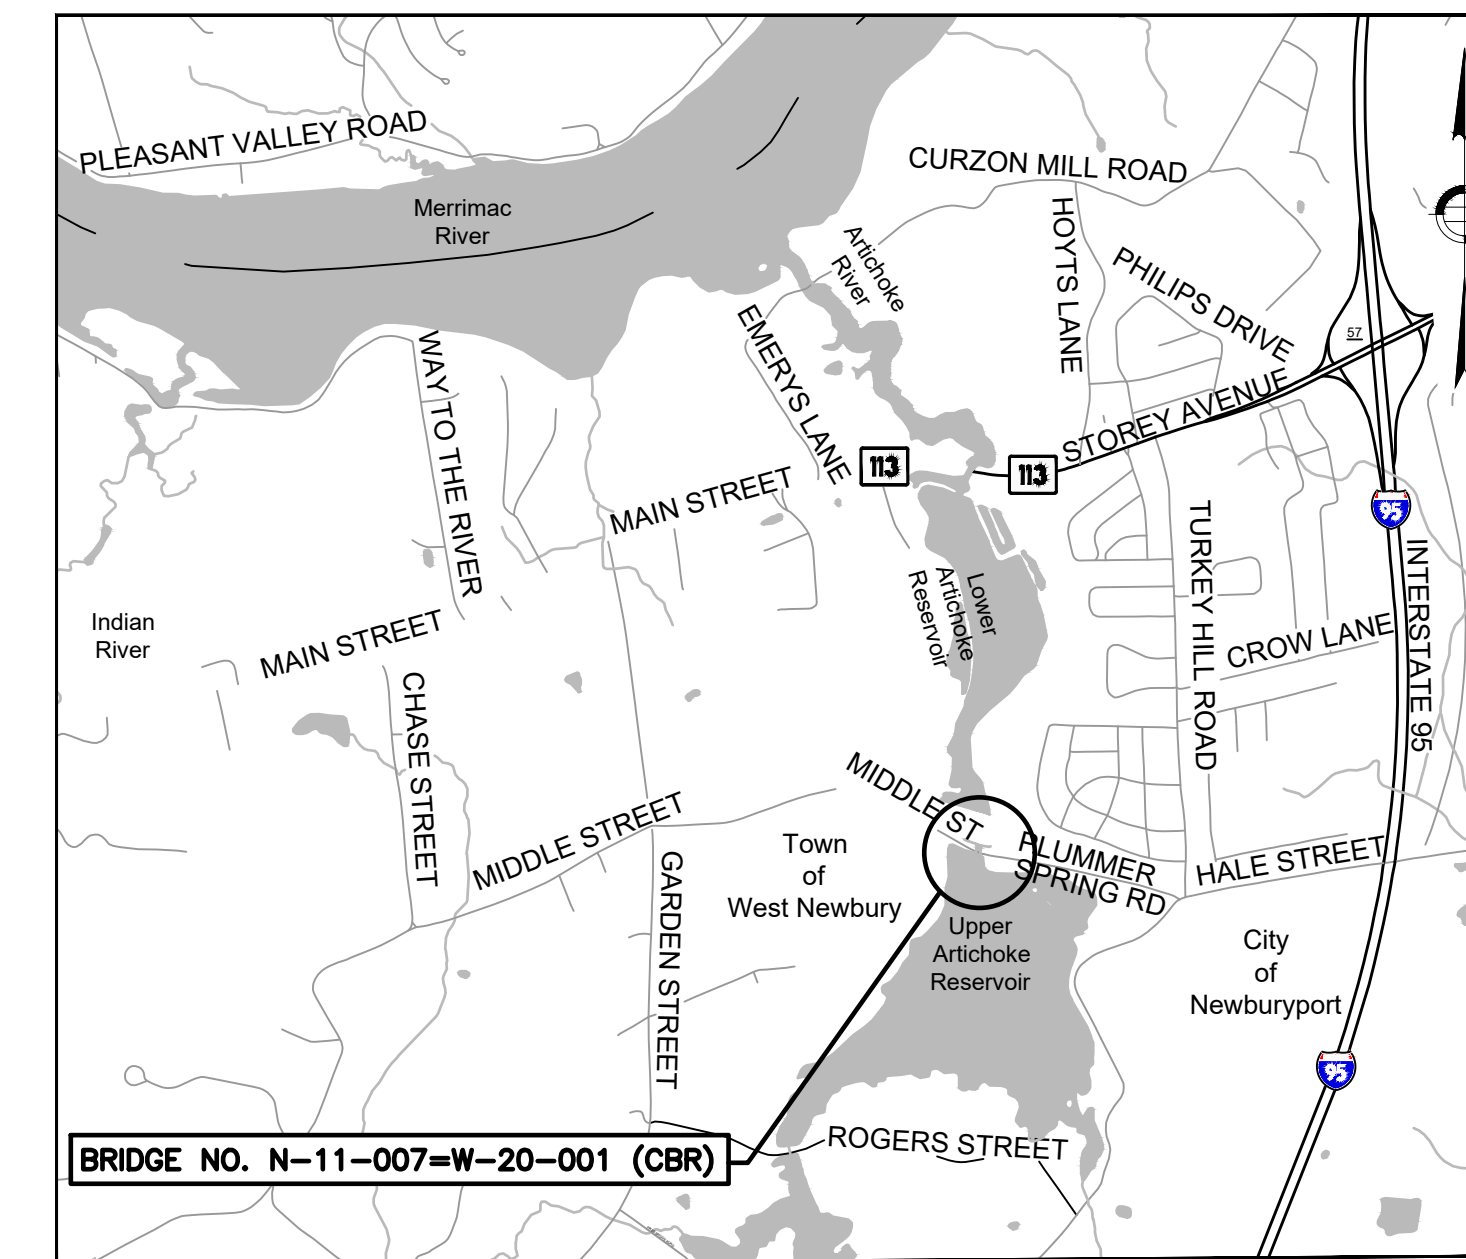 PLEASANT VALLEY ROAD
Merrimac
River
CURZON MILL ROAD
Artichoke
River
HOYTS LANE
PHILIPS DRIVE
57
EMERYS LANE
WAY TO THE RIVER
STOREY AVENUE
113
113
MAIN STREET
95
TURKEY HILL ROAD
INTERSTATE 95
Lower
Artichoke
Reservoir
Indian
River
MAIN STREET
CROW LANE
CHASE STREET
MIDDLE ST
MIDDLE STREET
PLUMMER
SPRING RD
HALE STREET
Town
of
West Newbury
GARDEN STREET
Upper
Artichoke
Reservoir
City
of
Newburyport
95
ROGERS STREET
BRIDGE NO. N-11-007=W-20-001 (CBR)